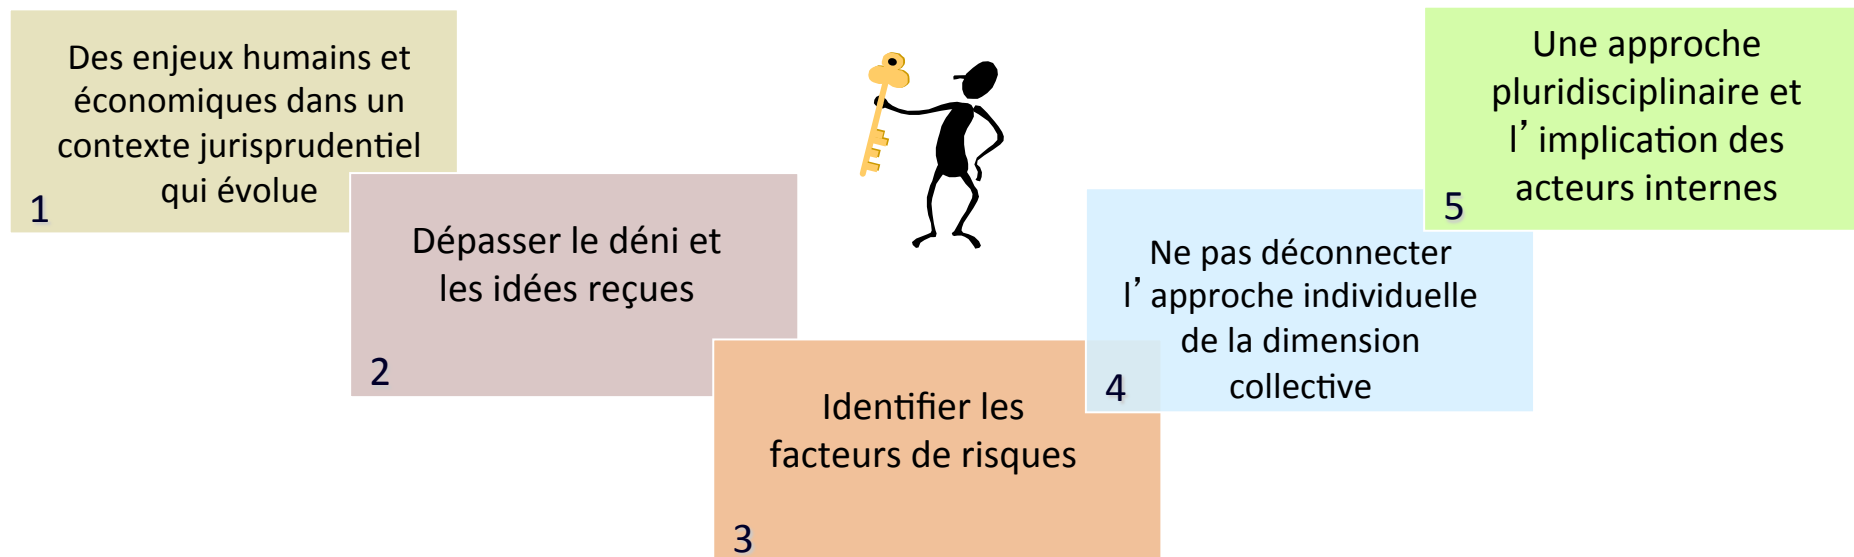 Des enjeux humains et
économiques dans un
contexte jurisprudentiel
qui évolue
1
Dépasser le déni et
les idées reçues
2
Identifier les
facteurs de risques
3
Ne pas déconnecter
l’ approche individuelle
de la dimension
collective
4
Une approche
pluridisciplinaire et
l’ implication des
acteurs internes
5